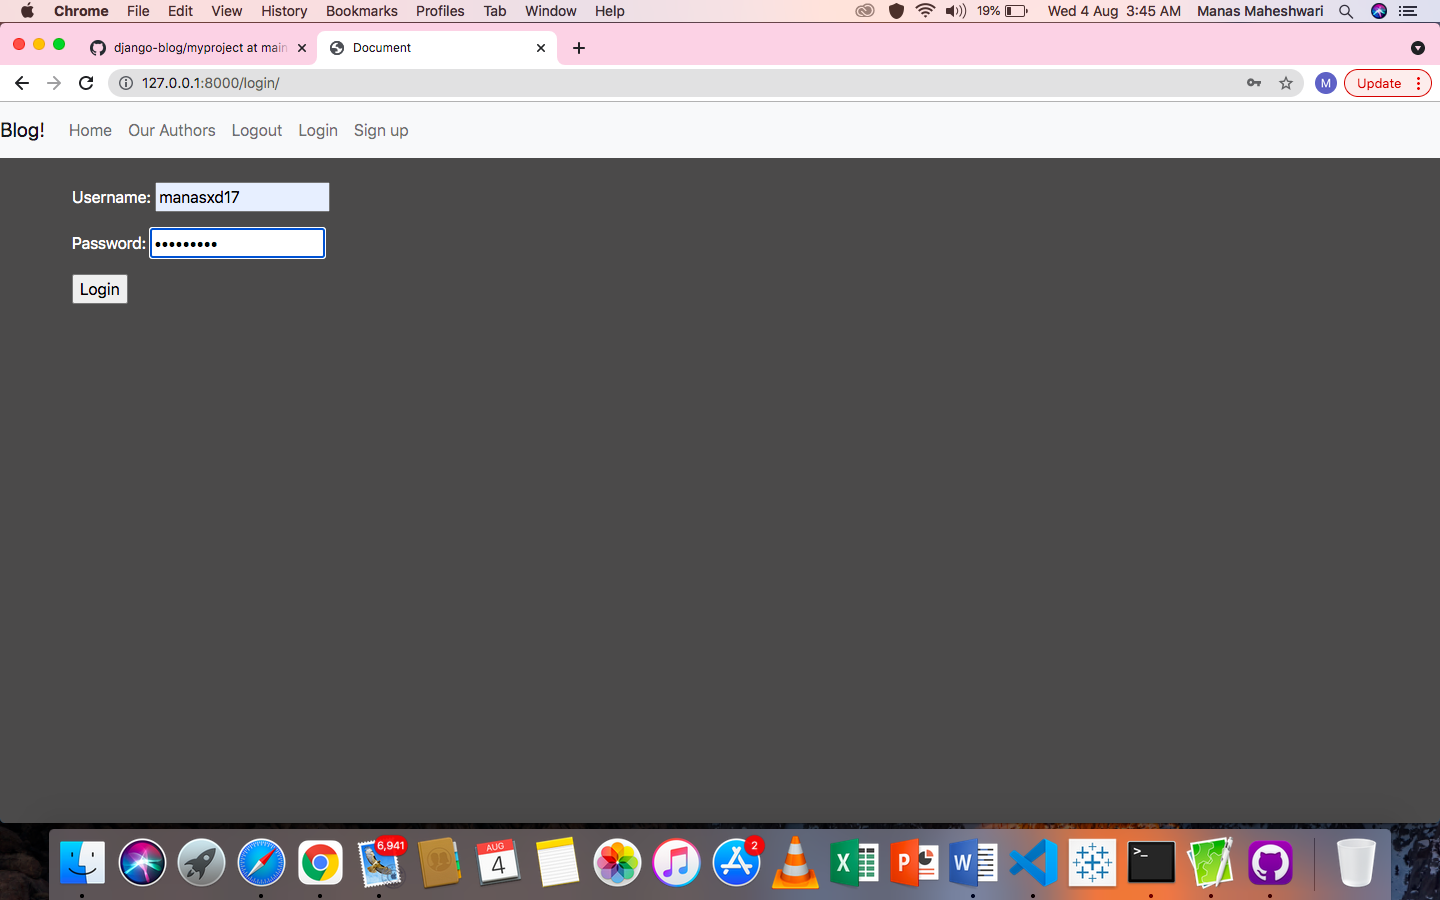 Chrome File Edit View History Bookmarks Profiles Tab Window Help 19% Wed 4 Aug 3:45 AM Manas Maheshwari
django-blog/myproject at main Document
127.0.0.1:8000/login/ M Update
Blog! Home Our Authors Logout Login Sign up
Username: manasxd17
Password: •••••••••
Login
6,941 AUG 4 2 X P W >_